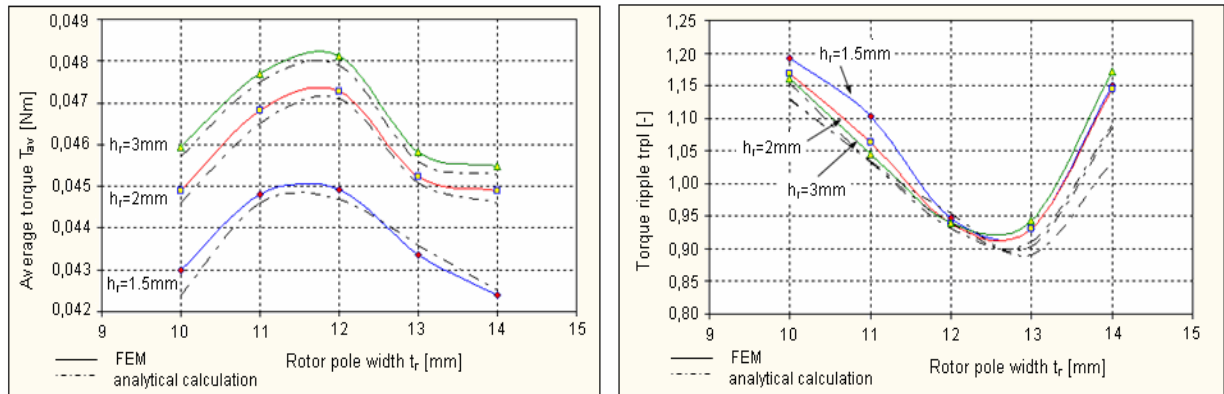 Average torque Tav [Nm]
0,049
0,048
0,047
0,046
0,045
0,044
0,043
0,042
hr=3mm
hr=2mm
hr=1.5mm
9 10 11 12 13 14 15
Rotor pole width tr [mm]
FEM
analytical calculation
Torque ripple trpl [-]
1,25
1,20
1,15
1,10
1,05
1,00
0,95
0,90
0,85
0,80
hr=1.5mm
hr=2mm
hr=3mm
9 10 11 12 13 14 15
Rotor pole width tr [mm]
FEM
analytical calculation